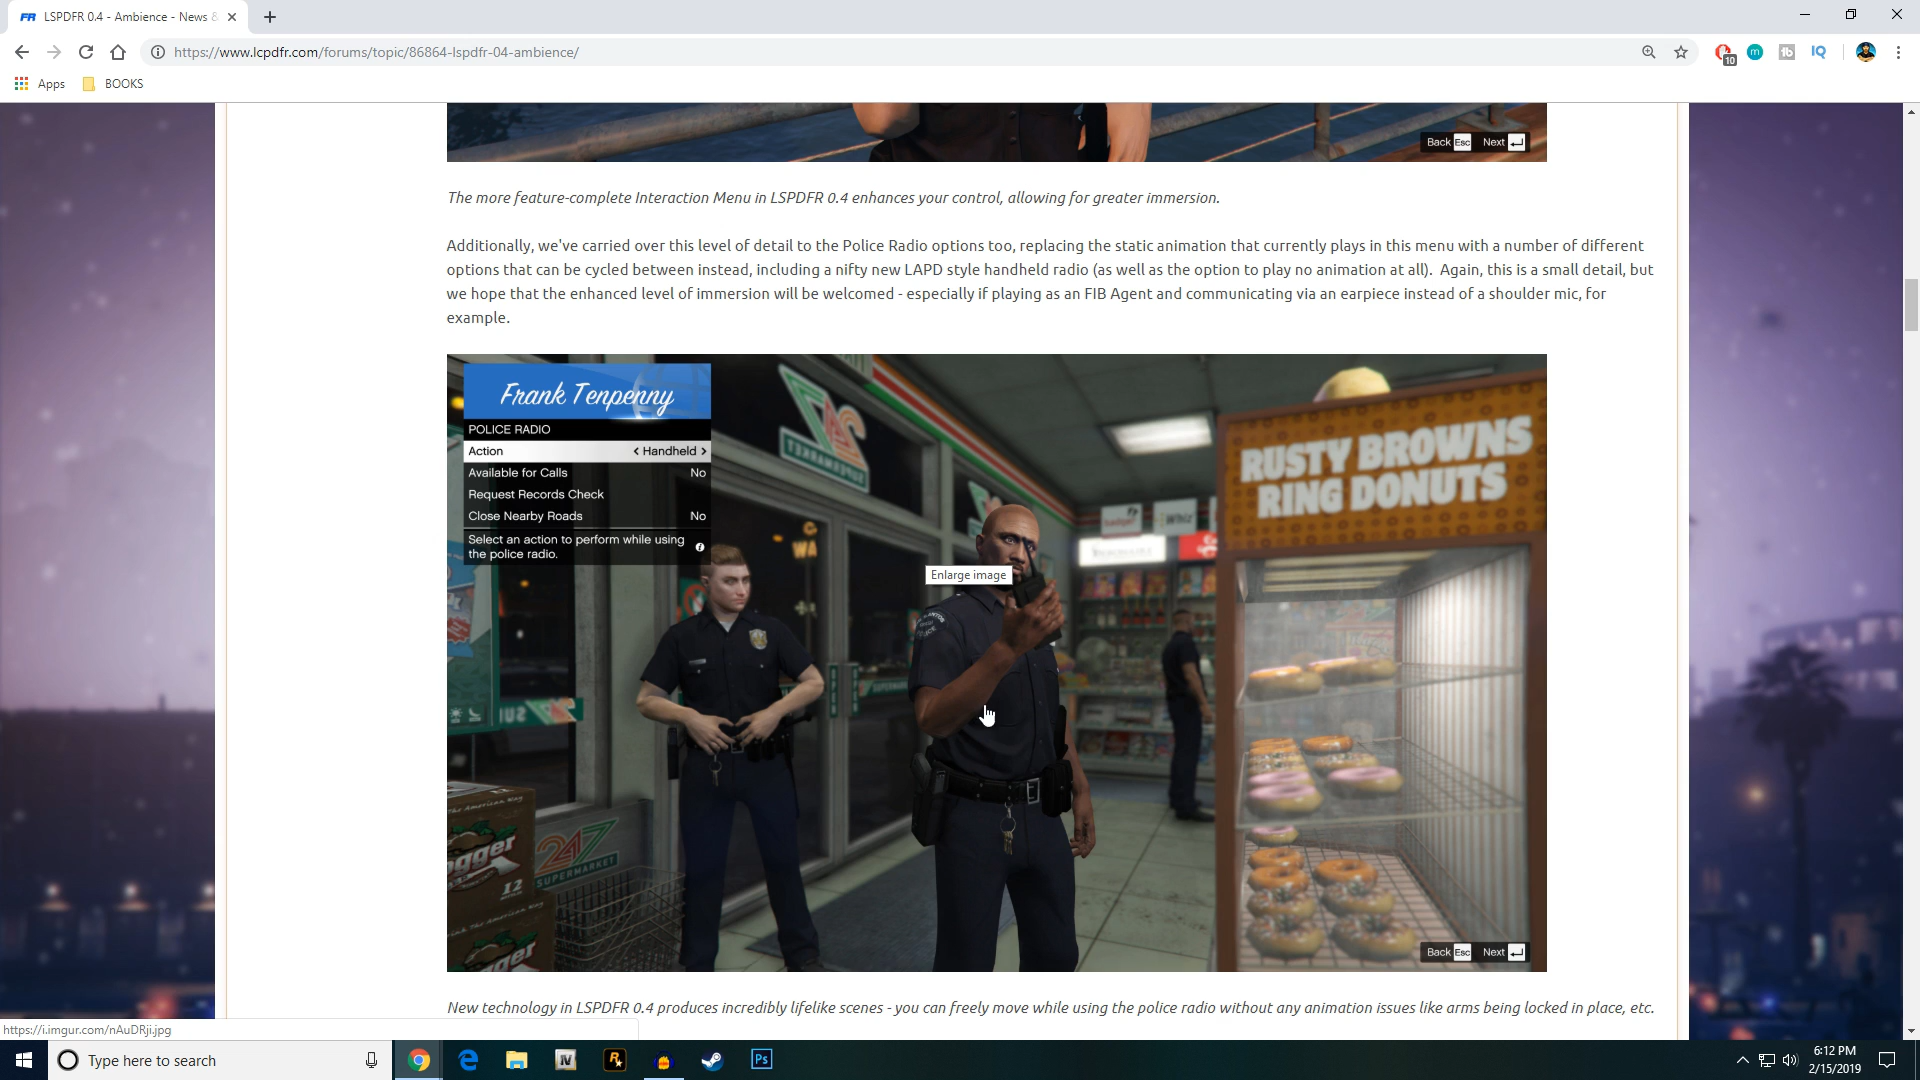 LSPDFR 0.4 - Ambience - News &
https://www.lcpdfr.com/forums/topic/86864-lspdfr-04-ambience/
10
m
tb
IQ
Apps
BOOKS
Back Esc Next
The more feature-complete Interaction Menu in LSPDFR 0.4 enhances your control, allowing for greater immersion.
Additionally, we've carried over this level of detail to the Police Radio options too, replacing the static animation that currently plays in this menu with a number of different
options that can be cycled between instead, including a nifty new LAPD style handheld radio (as well as the option to play no animation at all). Again, this is a small detail, but
we hope that the enhanced level of immersion will be welcomed - especially if playing as an FIB Agent and communicating via an earpiece instead of a shoulder mic, for
example.
Frank Tenpenny
POLICE RADIO
Action < Handheld >
Available for Calls No
Request Records Check
Close Nearby Roads No
Select an action to perform while using
the police radio.
RUSTY BROWNS
RING DONUTS
Enlarge image
The American Way
12
24/7
SUPERMARKET
Back Esc Next
New technology in LSPDFR 0.4 produces incredibly lifelike scenes - you can freely move while using the police radio without any animation issues like arms being locked in place, etc.
https://i.imgur.com/nAuDRji.jpg
Type here to search
IV
Ps
6:12 PM
2/15/2019